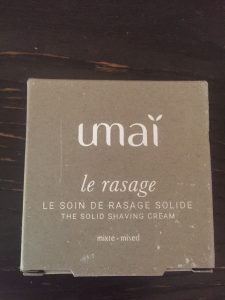 umaï
le rasage
LE SOIN DE RASAGE SOLIDE
THE SOLID SHAVING CREAM
mixte - mixed